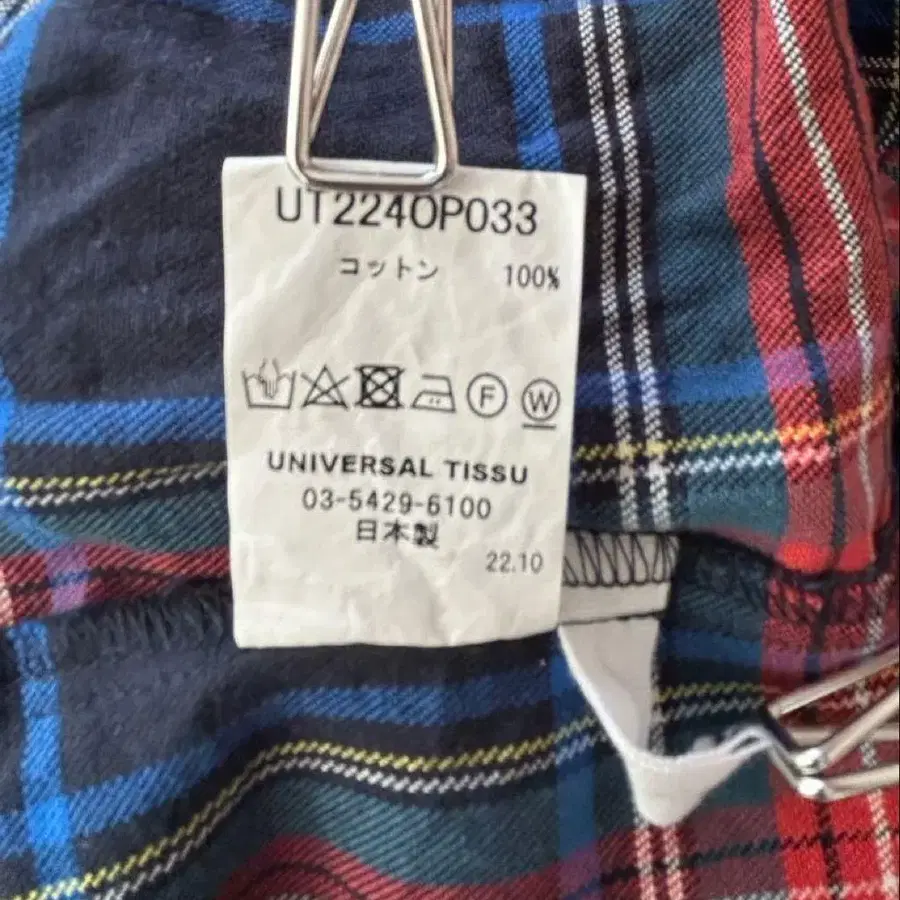 UT224OP033
コットン 100%
F W
UNIVERSAL TISSU
03-5429-6100
日本製
22.10